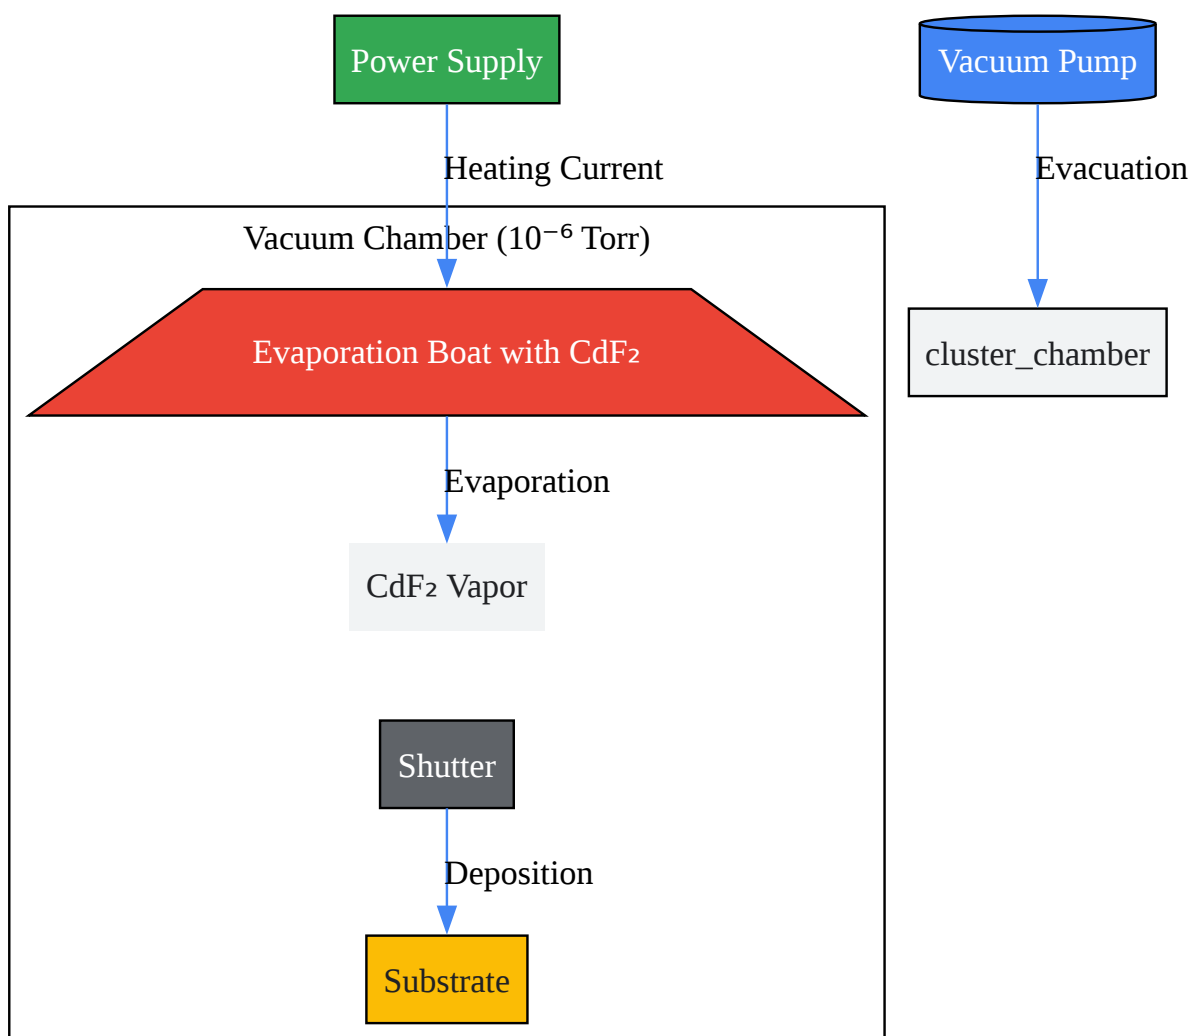 Power Supply
Vacuum Pump
Heating Current
Evacuation
Vacuum Chamber (10⁻⁶ Torr)
Evaporation Boat with CdF₂
cluster_chamber
Evaporation
CdF₂ Vapor
Shutter
Deposition
Substrate